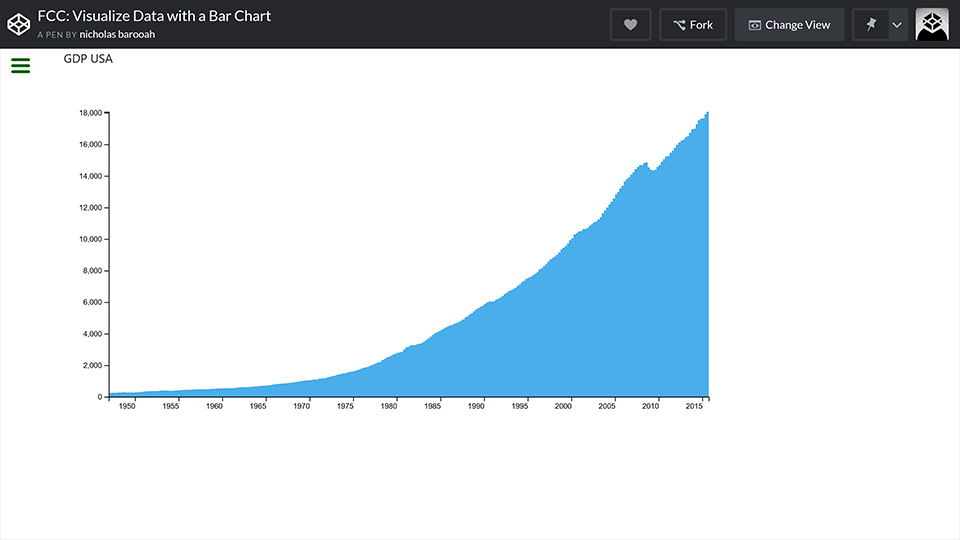 FCC: Visualize Data with a Bar Chart
A PEN BY nicholas barooah
Fork
Change View
GDP USA
18,000
16,000
14,000
12,000
10,000
8,000
6,000
4,000
2,000
0
1950 1955 1960 1965 1970 1975 1980 1985 1990 1995 2000 2005 2010 2015